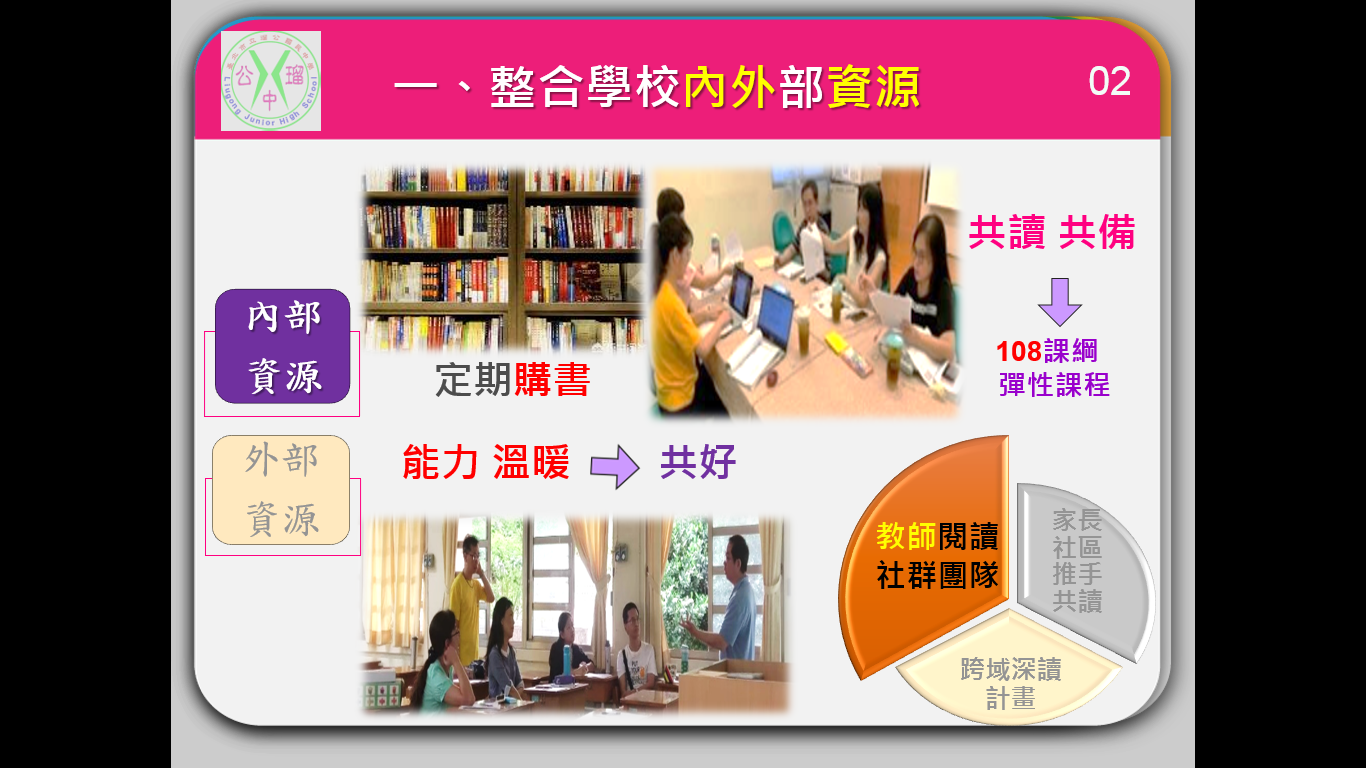 一、整合學校內外部資源
02
公瑠中
Liugong Junior High School
內部
資源
定期購書
共讀 共備
108課綱
彈性課程
外部
資源
能力 溫暖
共好
教師閱讀
社群團隊
家長
社區
推手
共讀
跨域深讀
計畫